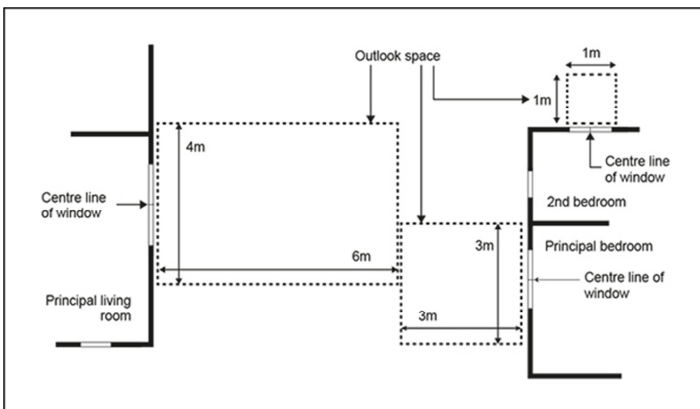 Outlook space
1m
1m
4m
Centre line
of window
Centre line
of window
2nd bedroom
3m
Principal bedroom
6m
Centre line of
window
Principal living
room
3m